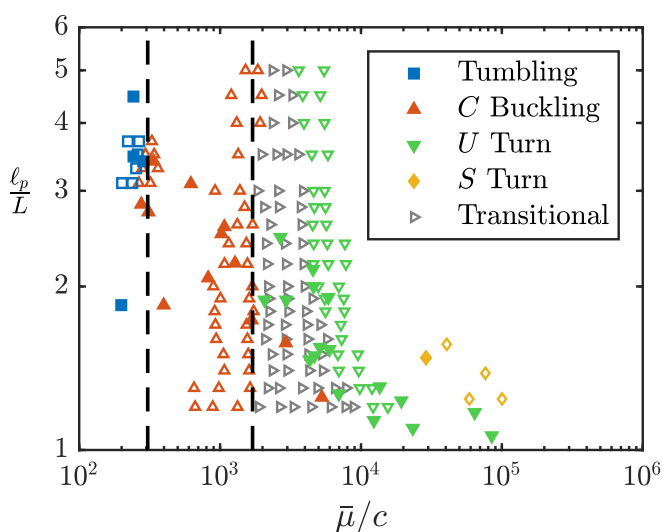 6
5
4
3
2
1
ℓₚ/L
Tumbling
C Buckling
U Turn
S Turn
Transitional
10² 10³ 10⁴ 10⁵ 10⁶
μ̄/c